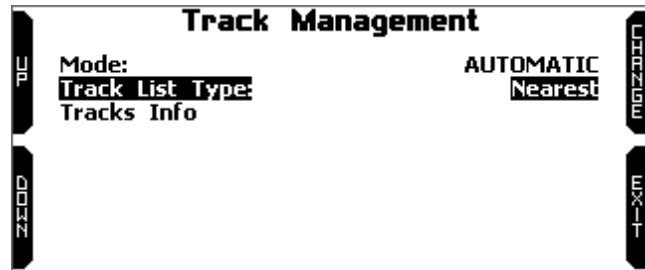 Track Management
UP
CHANGE
Mode: AUTOMATIC
Track List Type: Nearest
Tracks Info
DOWN
EXIT